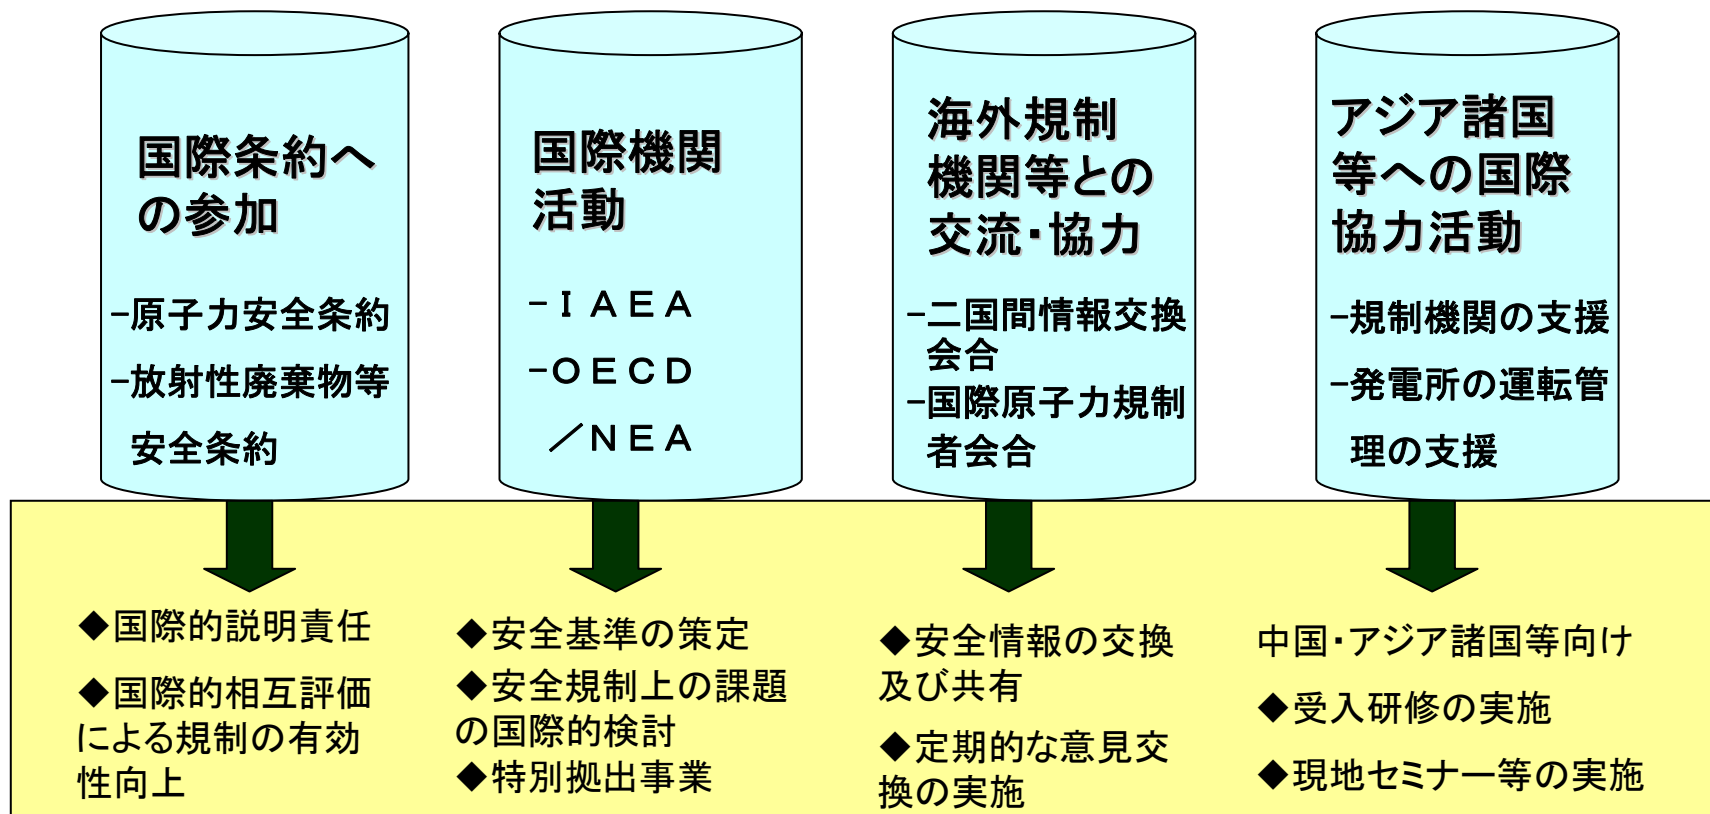 国際条約へ
の参加
-原子力安全条約
-放射性廃棄物等
安全条約
国際機関
活動
-ＩＡＥＡ
-ＯＥＣＤ
／ＮＥＡ
海外規制
機関等との
交流・協力
-二国間情報交換
会合
-国際原子力規制
者会合
アジア諸国
等への国際
協力活動
-規制機関の支援
-発電所の運転管
理の支援
◆国際的説明責任
◆国際的相互評価
による規制の有効
性向上
◆安全基準の策定
◆安全規制上の課題
の国際的検討
◆特別拠出事業
◆安全情報の交換
及び共有
◆定期的な意見交
換の実施
中国・アジア諸国等向け
◆受入研修の実施
◆現地セミナー等の実施